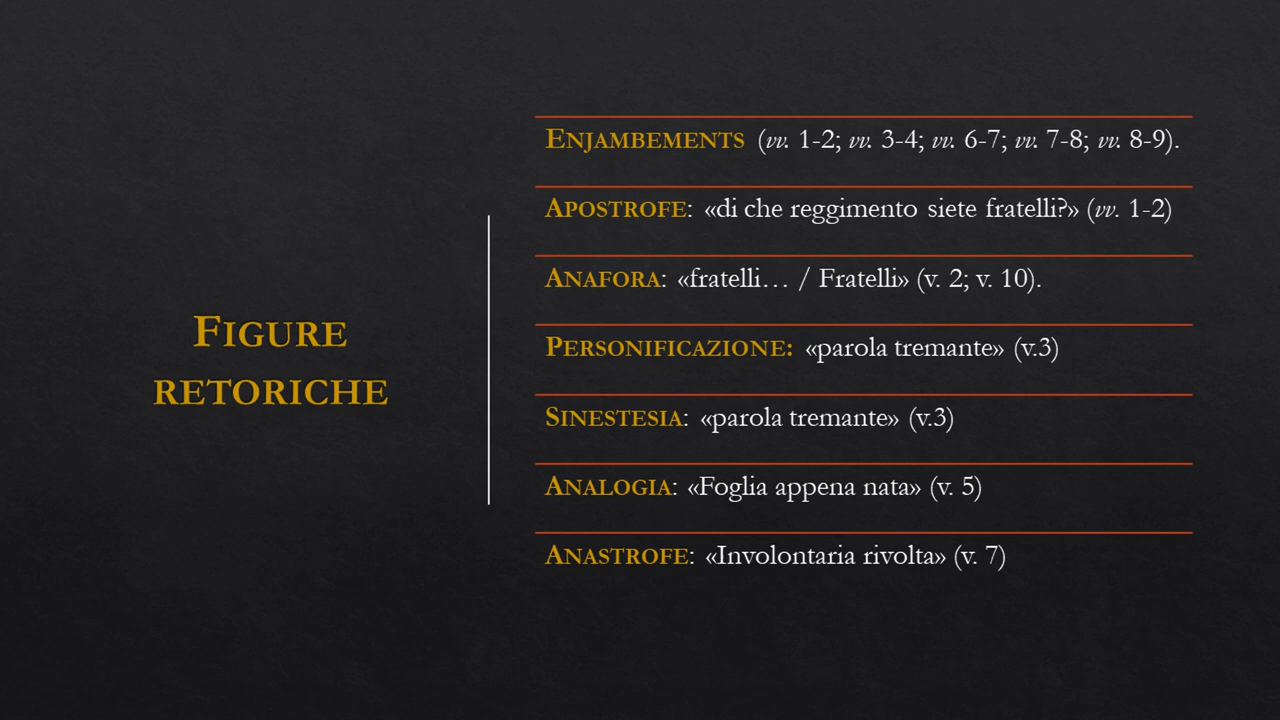 FIGURE
RETORICHE
ENJAMBEMENTS (vv. 1-2; vv. 3-4; vv. 6-7; vv. 7-8; vv. 8-9).
APOSTROFE: «di che reggimento siete fratelli?» (vv. 1-2)
ANAFORA: «fratelli… / Fratelli» (v. 2; v. 10).
PERSONIFICAZIONE: «parola tremante» (v.3)
SINESTESIA: «parola tremante» (v.3)
ANALOGIA: «Foglia appena nata» (v. 5)
ANASTROFE: «Involontaria rivolta» (v. 7)